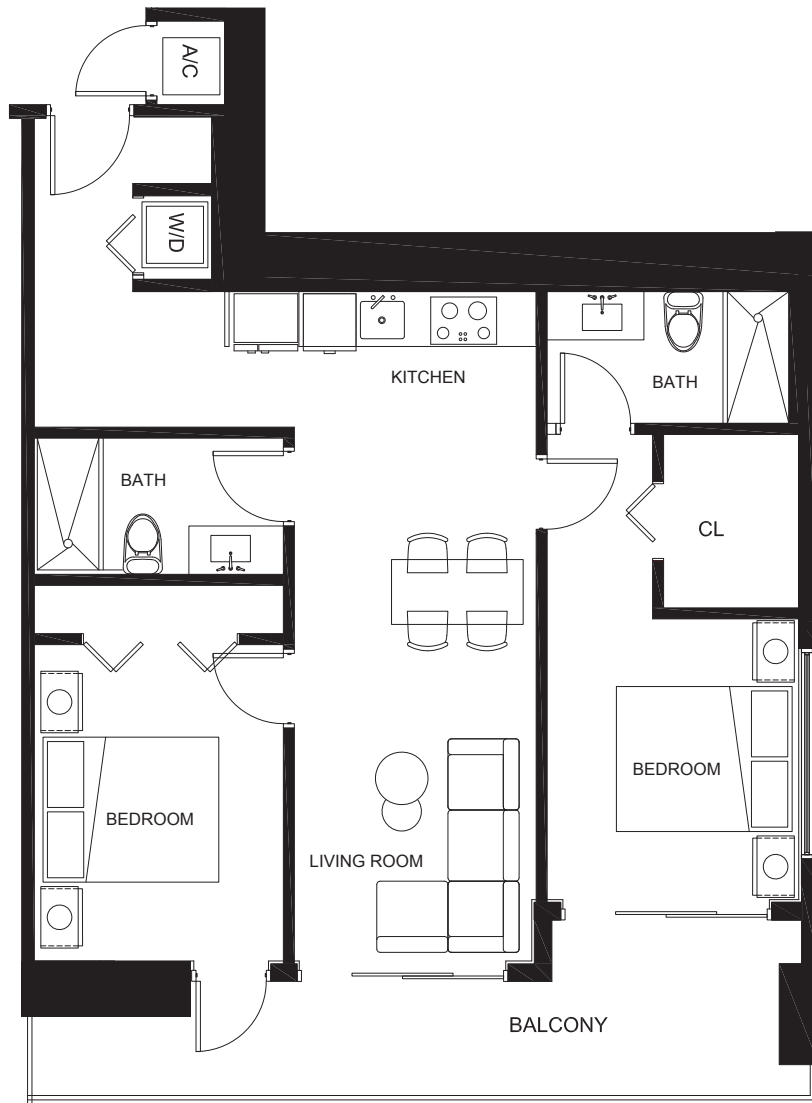 A/C
W/D
KITCHEN
BATH
BATH
CL
BEDROOM
BEDROOM
LIVING ROOM
BALCONY